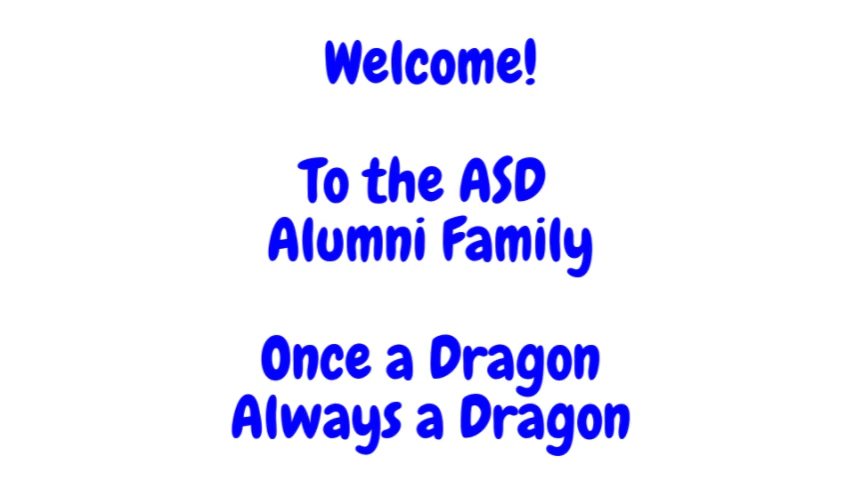 Welcome!
To the ASD
Alumni Family
Once a Dragon
Always a Dragon